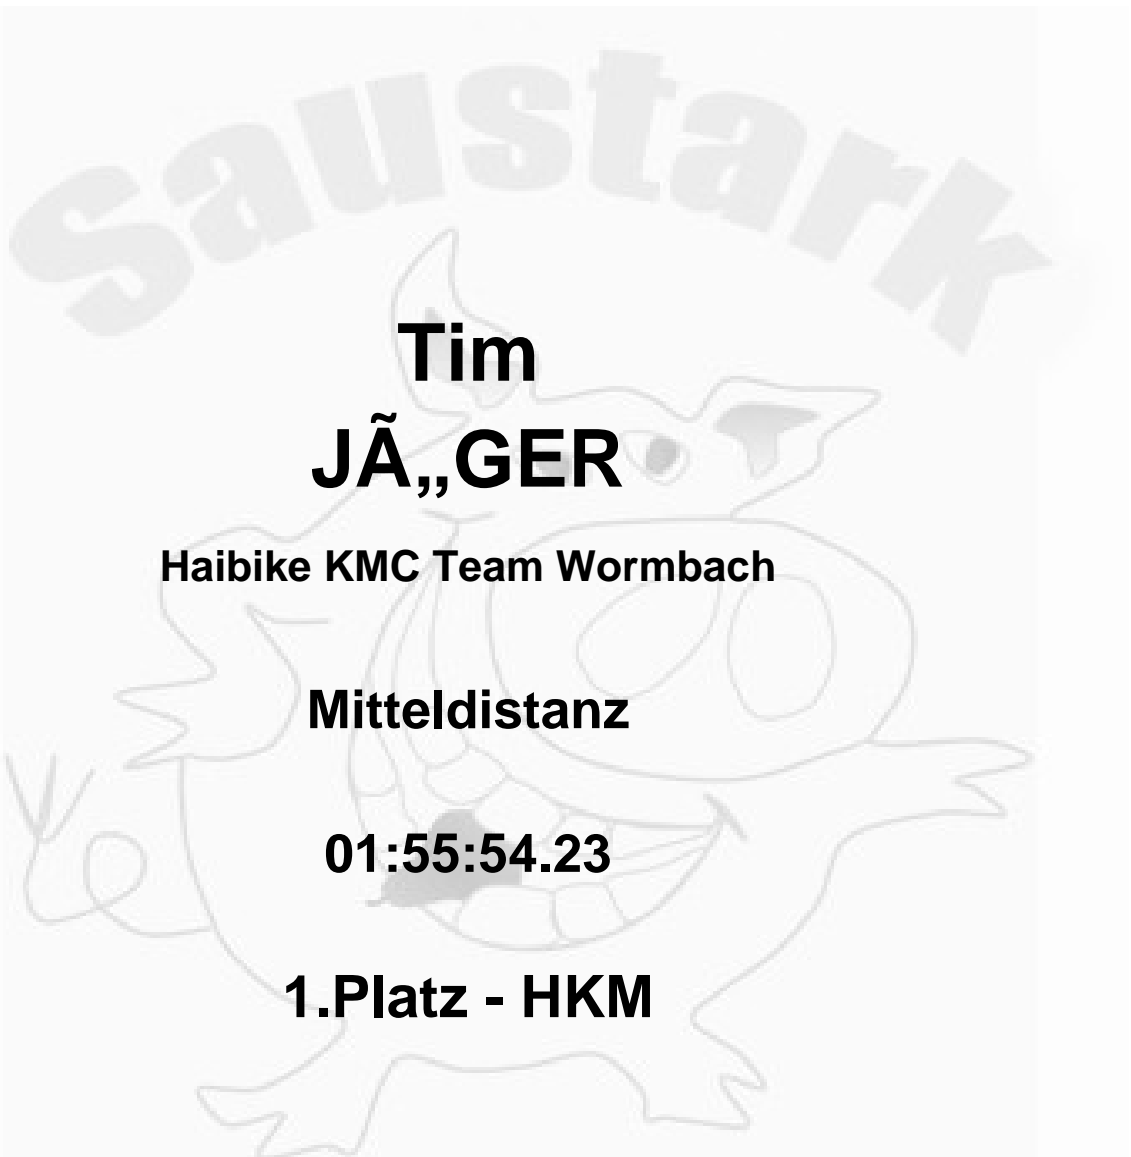 Saustark
Tim
JÃ„GER
Haibike KMC Team Wormbach
Mitteldistanz
01:55:54.23
1.Platz - HKM